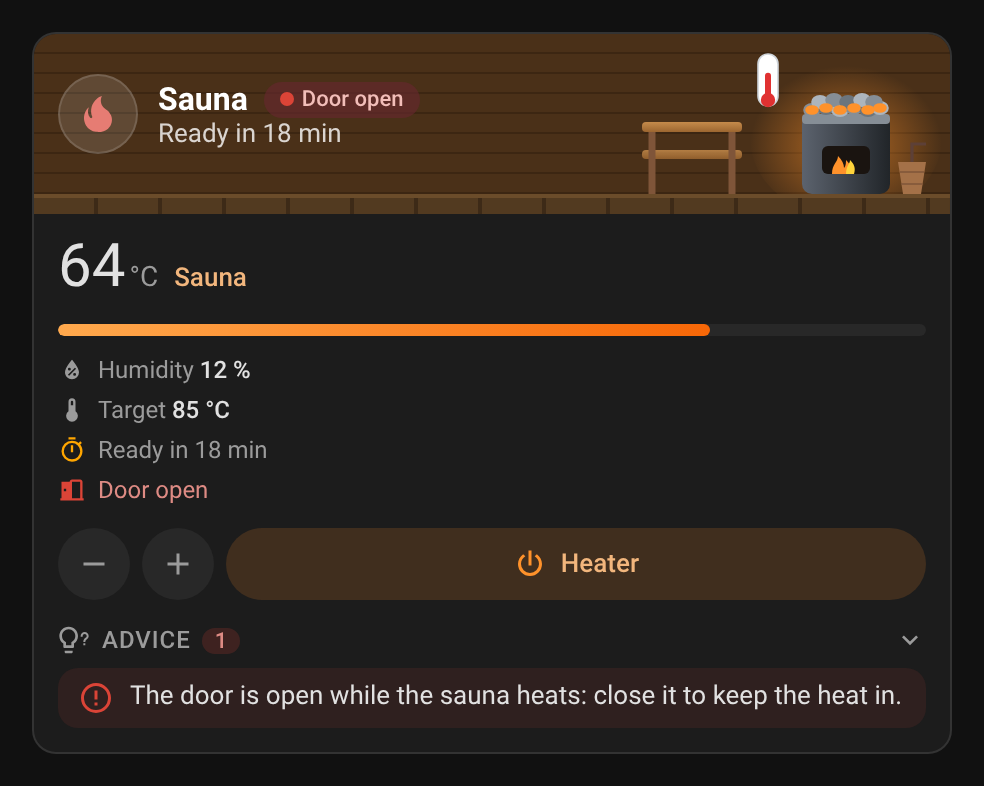 Sauna Door open
Ready in 18 min
64 °C Sauna
Humidity 12 %
Target 85 °C
Ready in 18 min
Door open
Heater
ADVICE 1
The door is open while the sauna heats: close it to keep the heat in.